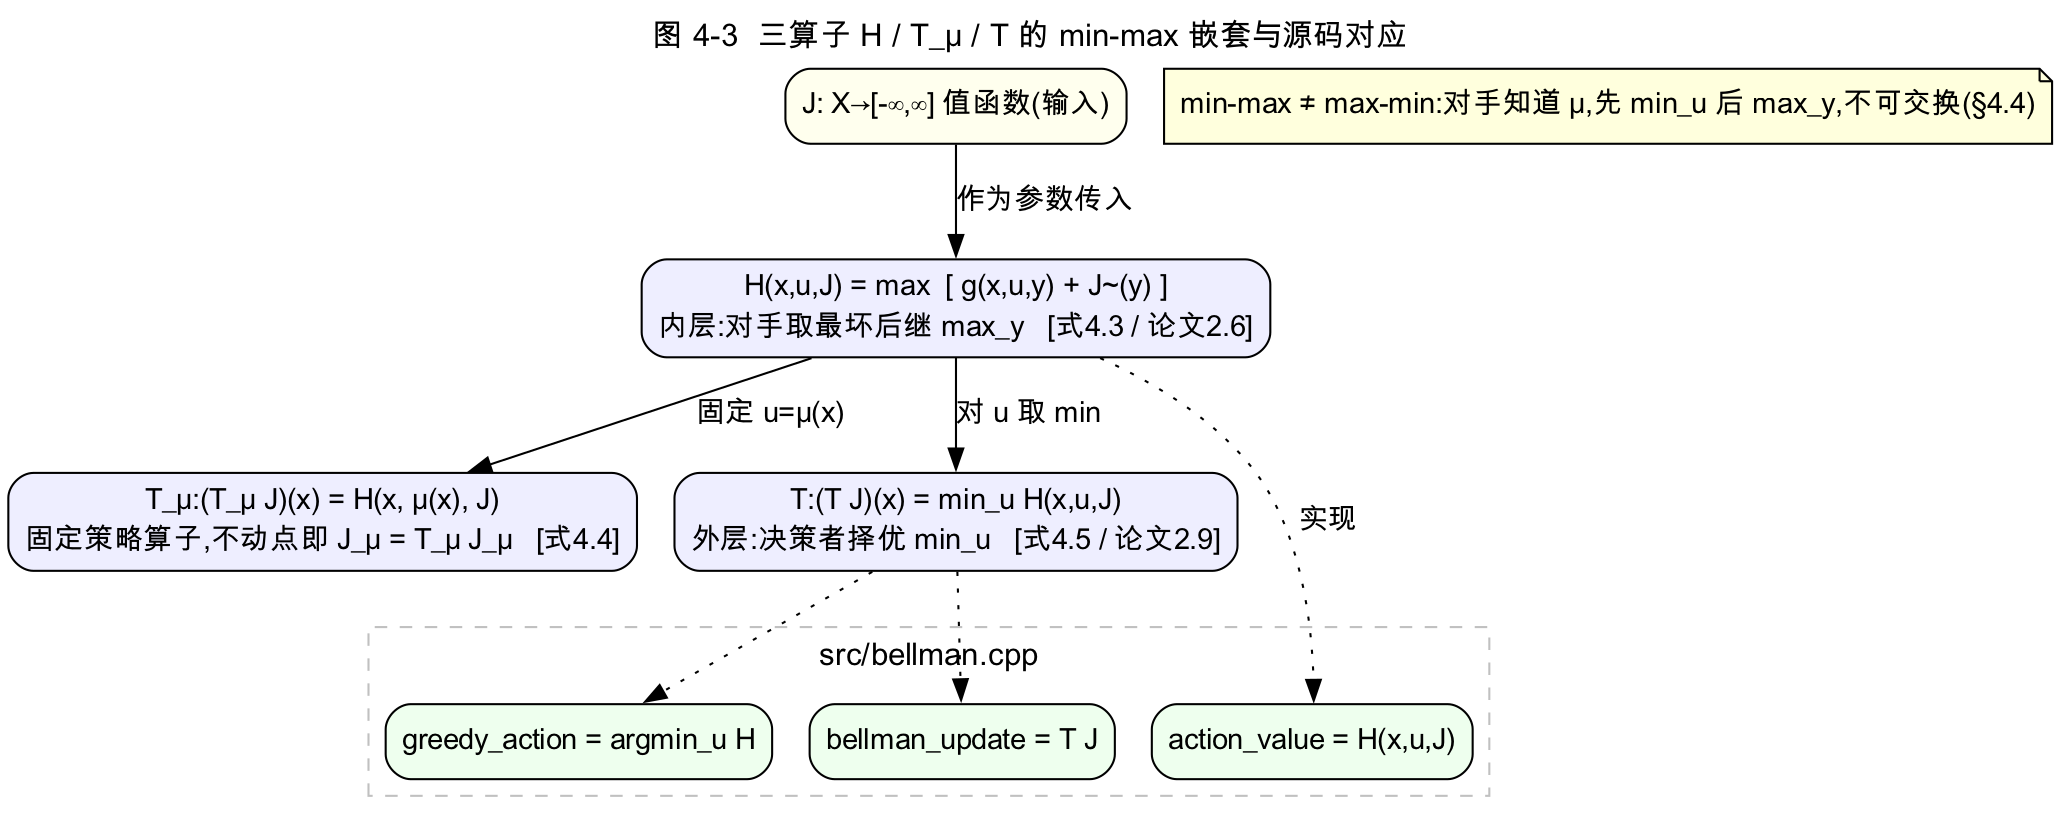 图 4-3  三算子 H / T_μ / T 的 min-max 嵌套与源码对应
J: X→[-∞,∞] 值函数(输入)
min-max ≠ max-min:对手知道 μ,先 min_u 后 max_y,不可交换(§4.4)
作为参数传入
H(x,u,J) = max  [ g(x,u,y) + J~(y) ]
内层:对手取最坏后继 max_y   [式4.3 / 论文2.6]
固定 u=μ(x)
对 u 取 min
实现
T_μ:(T_μ J)(x) = H(x, μ(x), J)
固定策略算子,不动点即 J_μ = T_μ J_μ   [式4.4]
T:(T J)(x) = min_u H(x,u,J)
外层:决策者择优 min_u   [式4.5 / 论文2.9]
src/bellman.cpp
greedy_action = argmin_u H
bellman_update = T J
action_value = H(x,u,J)